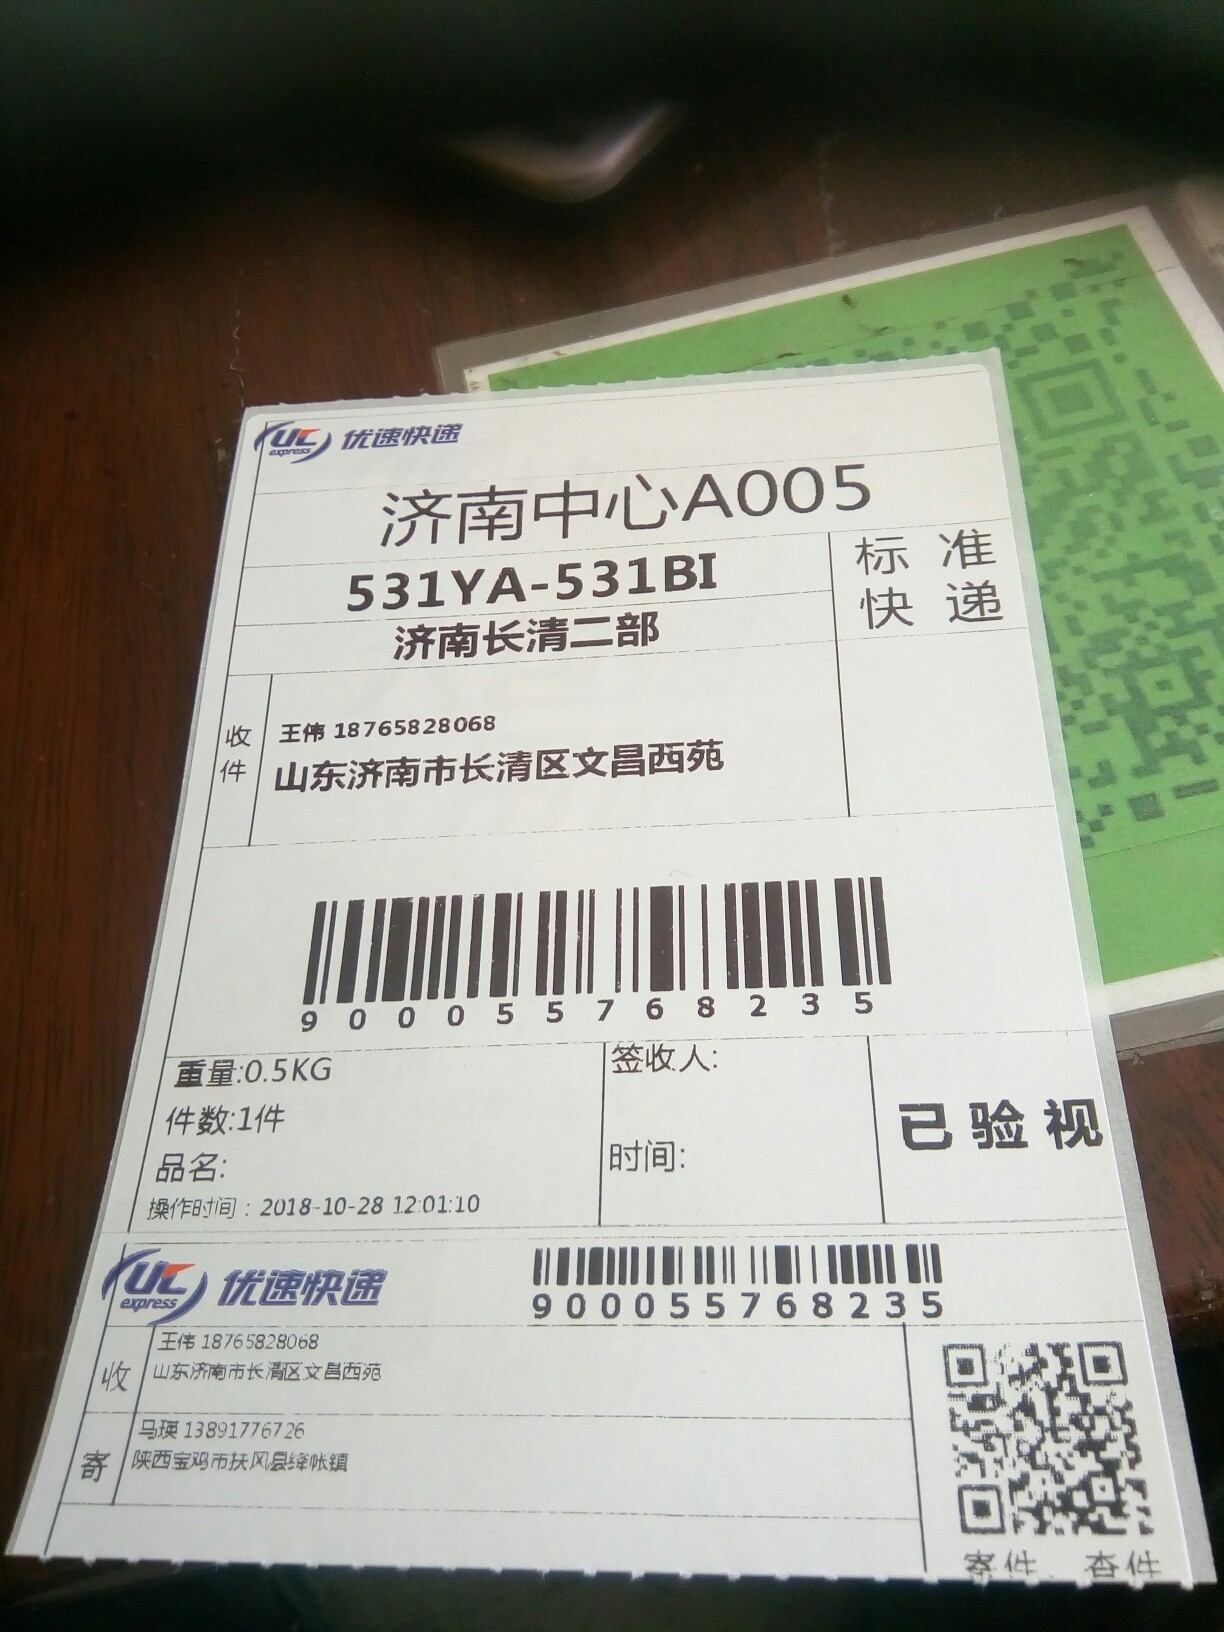 UC express 优速快递
济南中心A005
531YA-531BI
济南长清二部
标准
快递
收件
王伟 18765828068
山东济南市长清区文昌西苑
900055768235
重量:0.5KG
件数:1件
品名:
操作时间：2018-10-28 12:01:10
签收人:
时间:
已验视
UC express 优速快递
900055768235
收
王伟 18765828068
山东济南市长清区文昌西苑
寄
马瑛 13891776726
陕西宝鸡市扶风县绛帐镇
寄件 查件